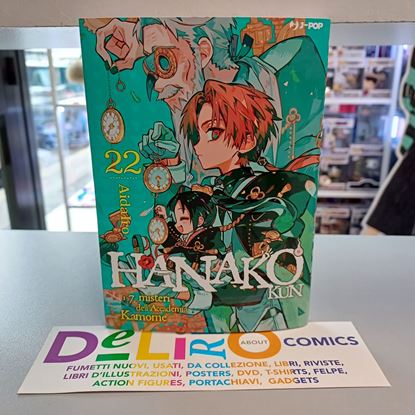 J-POP
22
AidaIro
HANAKO
KUN
i 7 misteri
dell'Accademia
Kamome
DeLiRO ABOUT COMICS
FUMETTI NUOVI, USATI, DA COLLEZIONE, LIBRI, RIVISTE,
LIBRI D'ILLUSTRAZIONI, POSTERS, DVD, T-SHIRTS, FELPE,
ACTION FIGURES, PORTACHIAVI, GADGETS